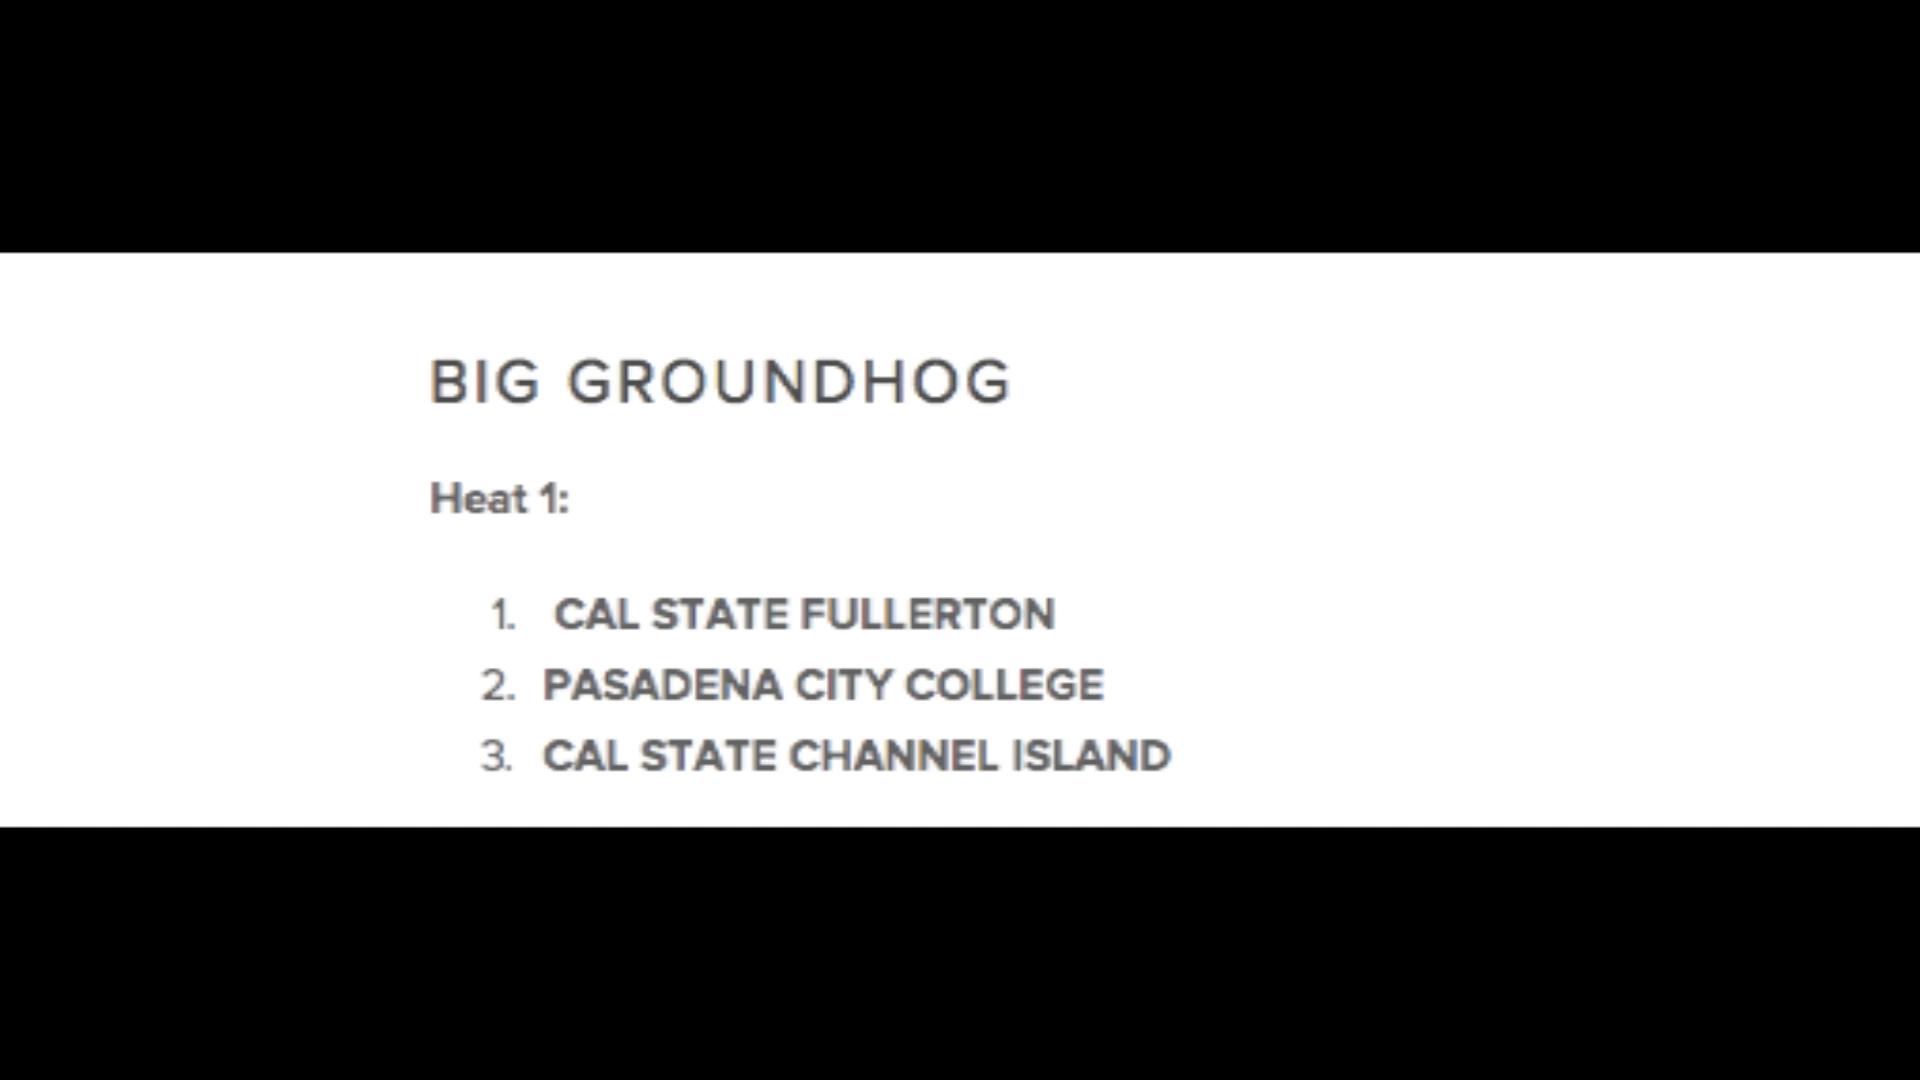 BIG GROUNDHOG
Heat 1:
1. CAL STATE FULLERTON
2. PASADENA CITY COLLEGE
3. CAL STATE CHANNEL ISLAND